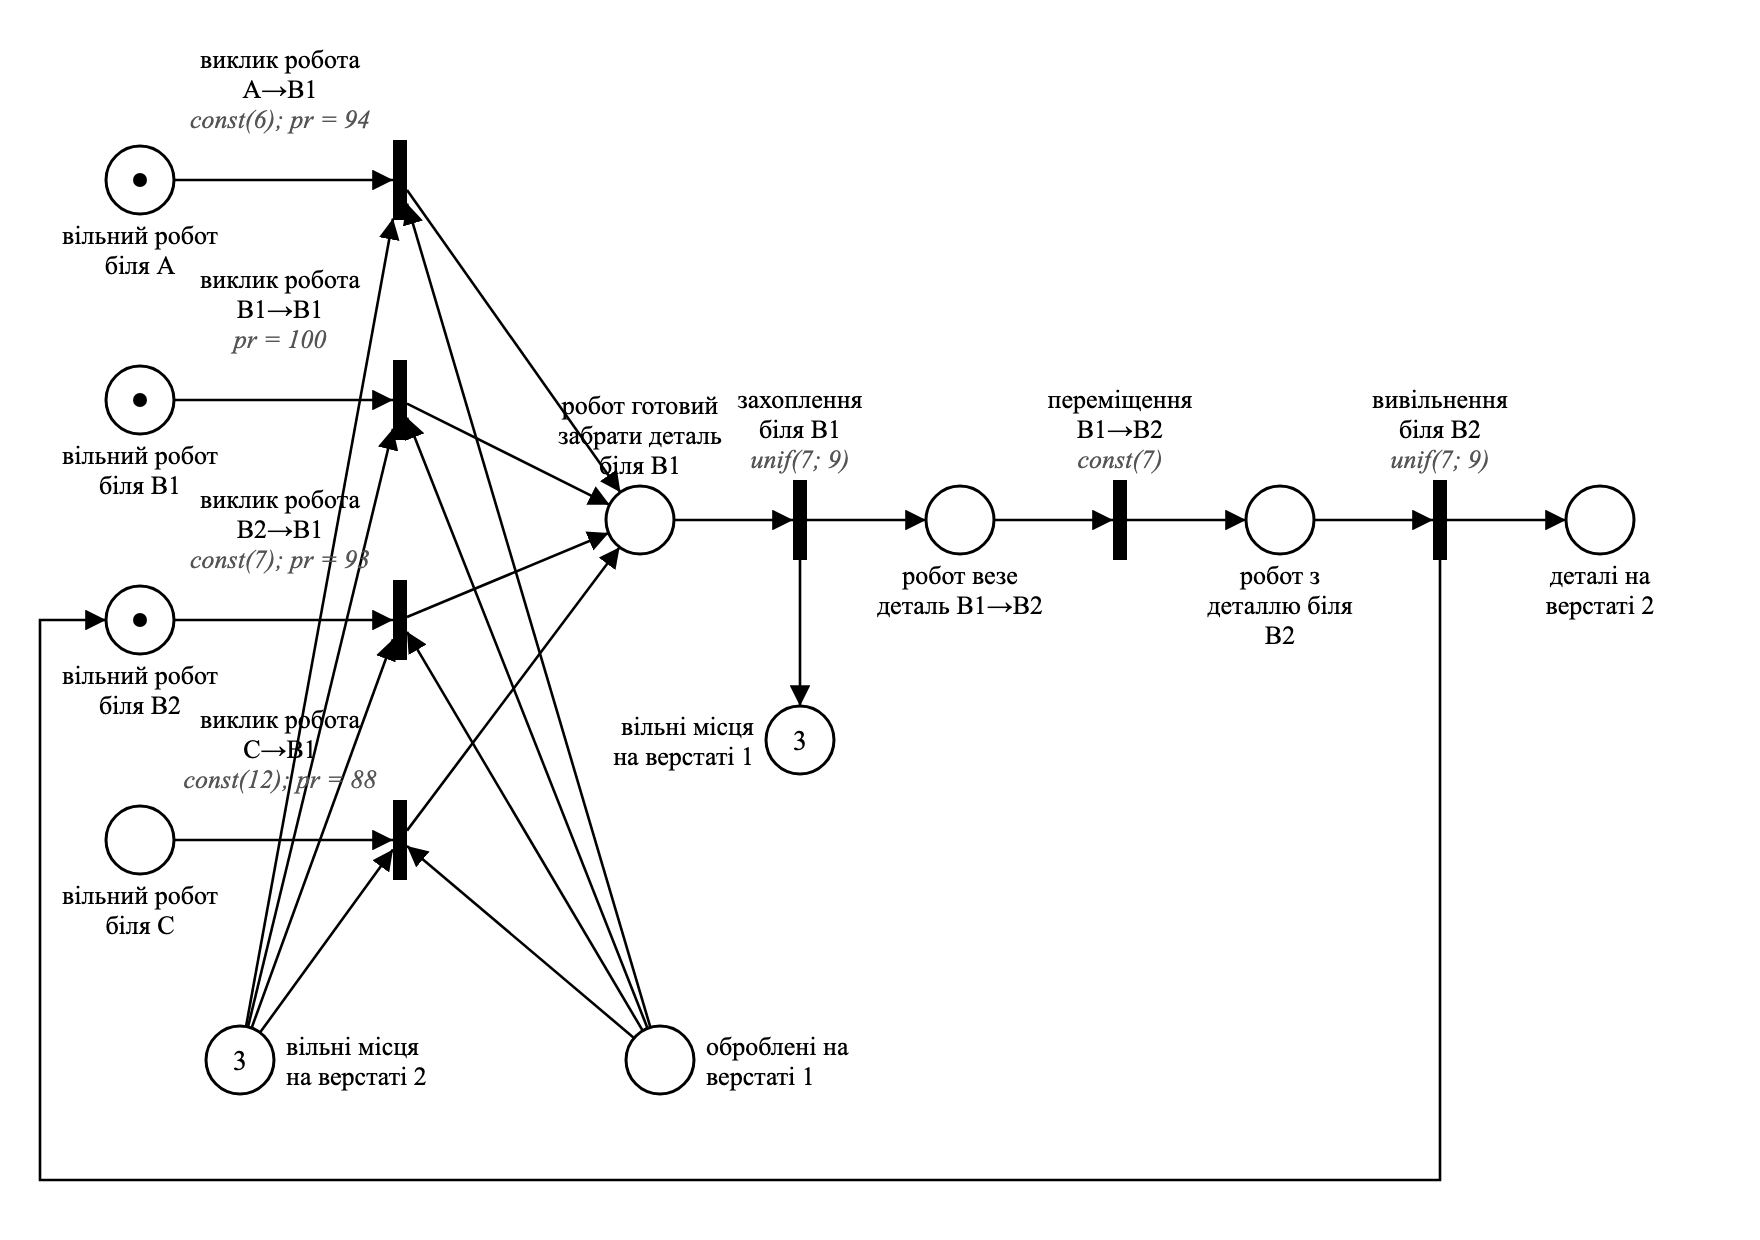 виклик робота
A→B1
const(6); pr = 94
вільний робот
біля A
виклик робота
B1→B1
pr = 100
вільний робот
біля B1
виклик робота
B2→B1
const(7); pr = 93
вільний робот
біля B2
виклик робота
C→B1
const(12); pr = 88
вільний робот
біля C
робот готовий
забрати деталь
біля B1
захоплення
біля B1
unif(7; 9)
переміщення
B1→B2
const(7)
вивільнення
біля B2
unif(7; 9)
робот везе
деталь B1→B2
робот з
деталлю біля
B2
деталі на
верстаті 2
вільні місця
на верстаті 1
3
3
вільні місця
на верстаті 2
оброблені на
верстаті 1